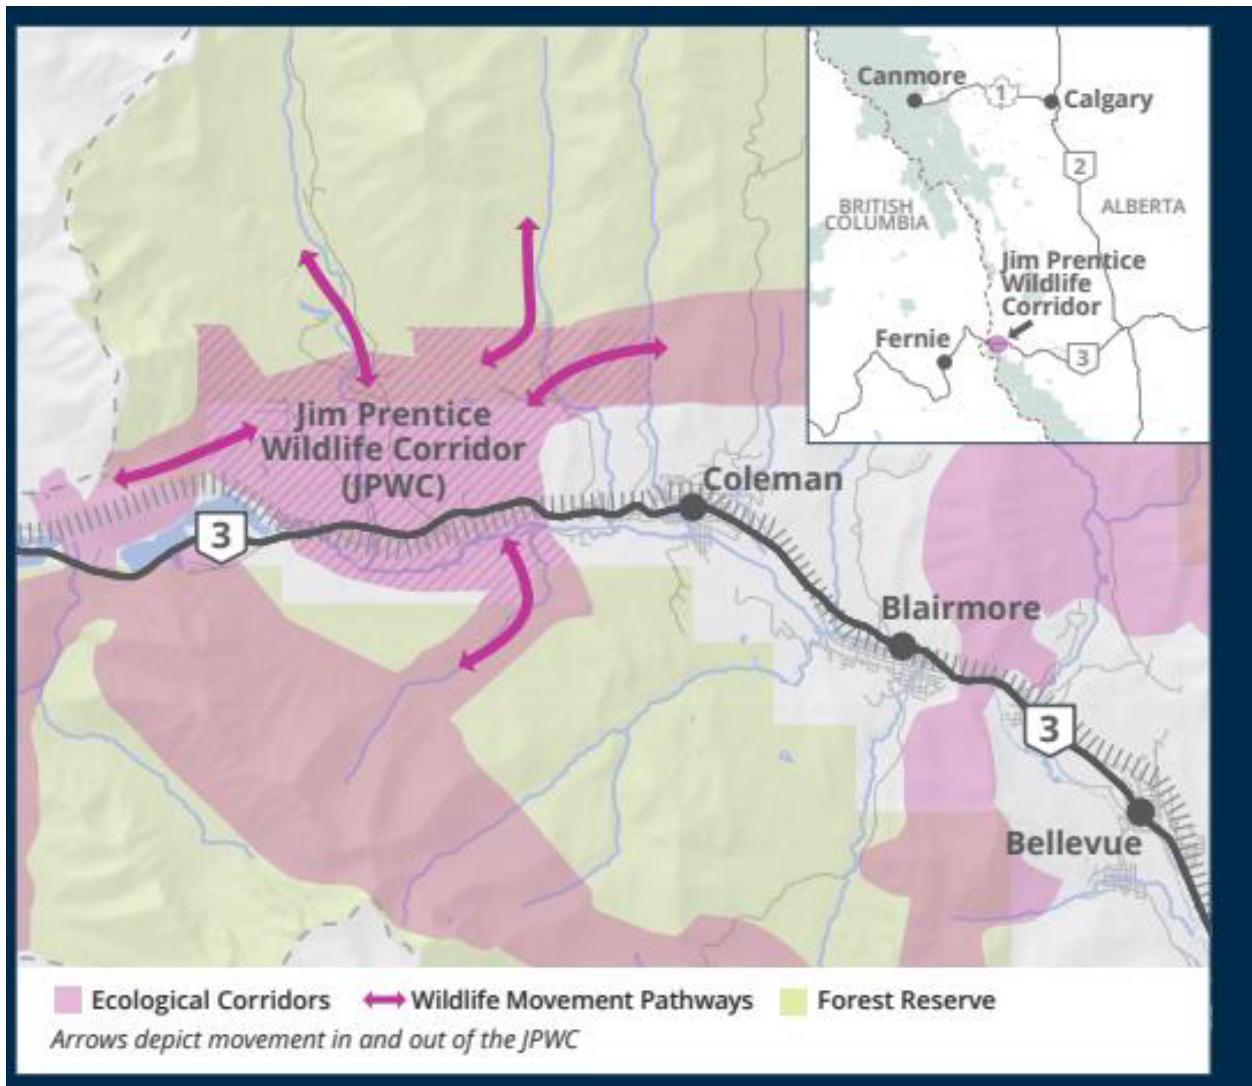 Canmore
1
Calgary
2
BRITISH
COLUMBIA
ALBERTA
Jim Prentice
Wildlife
Corridor
Fernie
3
Jim Prentice
Wildlife Corridor
(JPWC)
3
Coleman
Blairmore
3
Bellevue
Ecological Corridors
Wildlife Movement Pathways
Forest Reserve
Arrows depict movement in and out of the JPWC